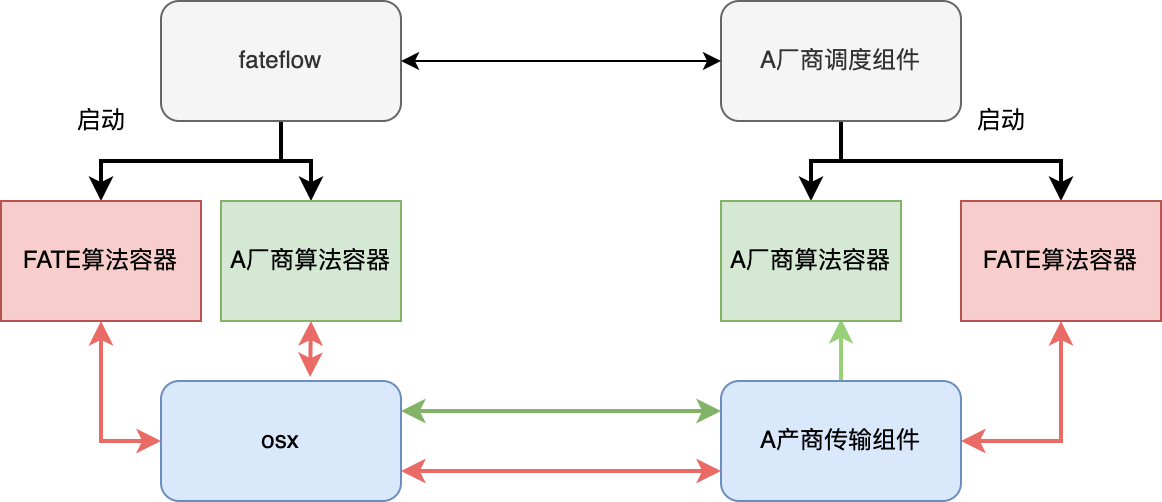 fateflow
A厂商调度组件
启动
启动
FATE算法容器
A厂商算法容器
A厂商算法容器
FATE算法容器
osx
A产商传输组件